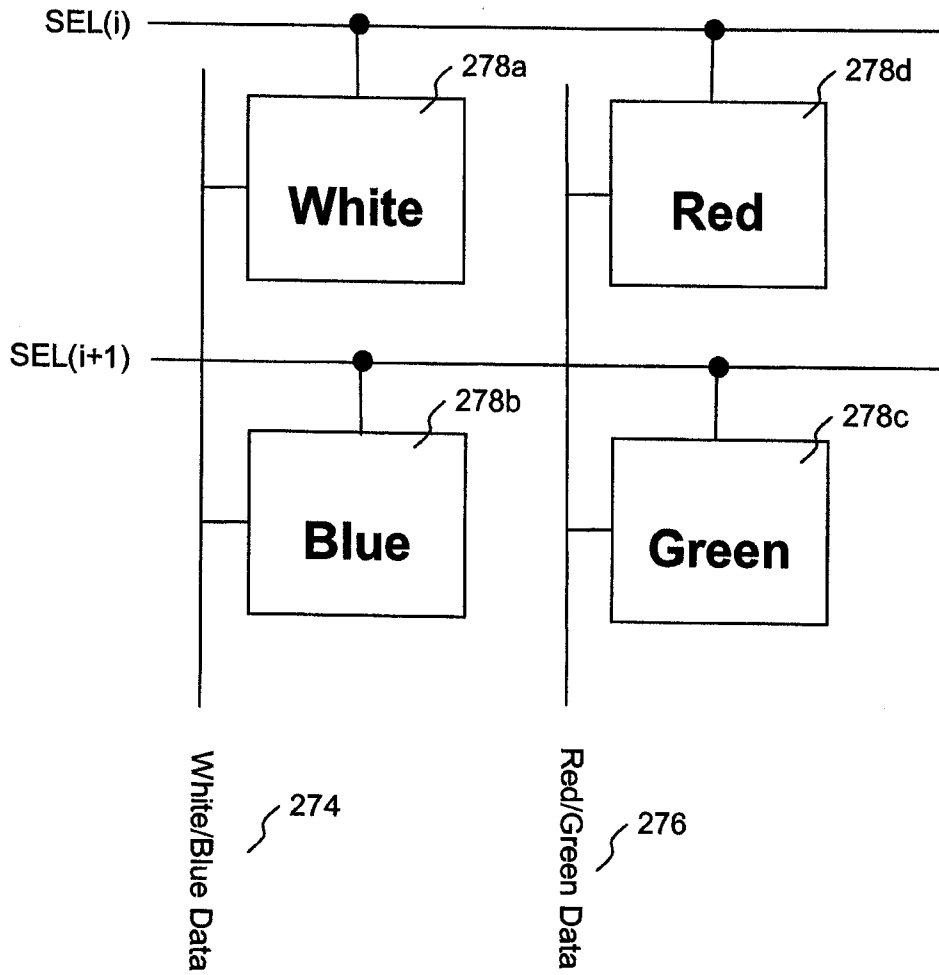 SEL(i)
278a
278d
White
Red
SEL(i+1)
278b
278c
Blue
Green
White/Blue Data
274
Red/Green Data
276